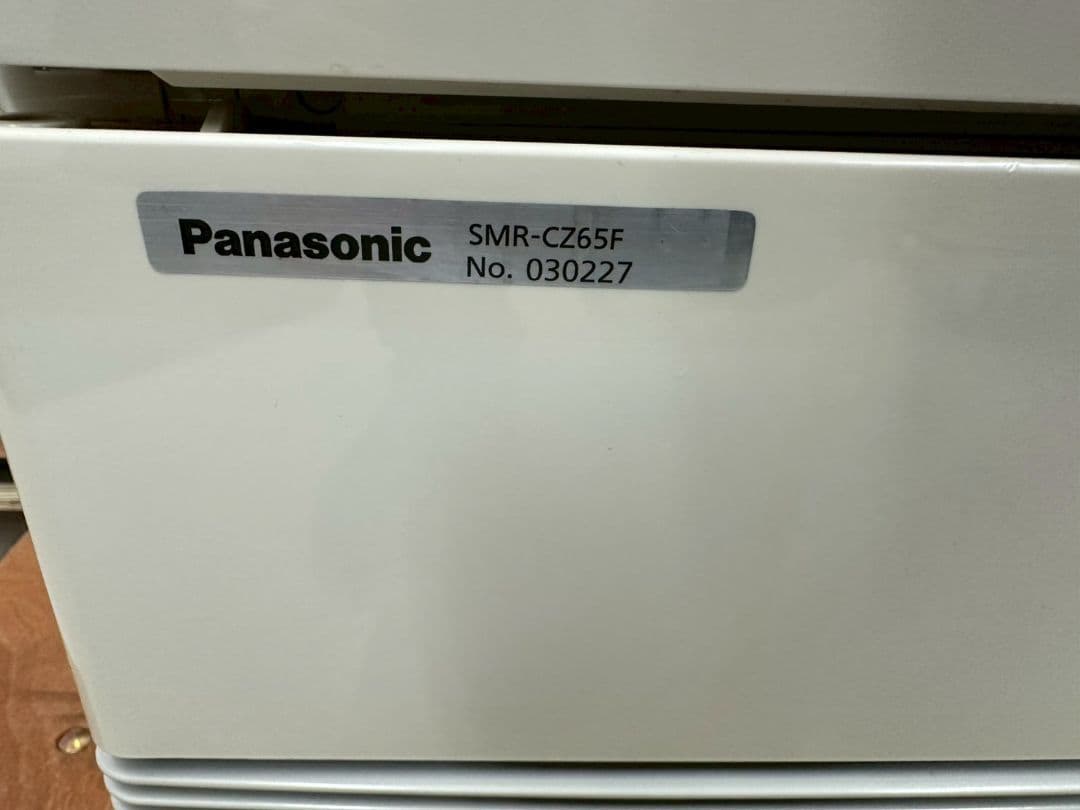 Panasonic SMR-CZ65F
No. 030227